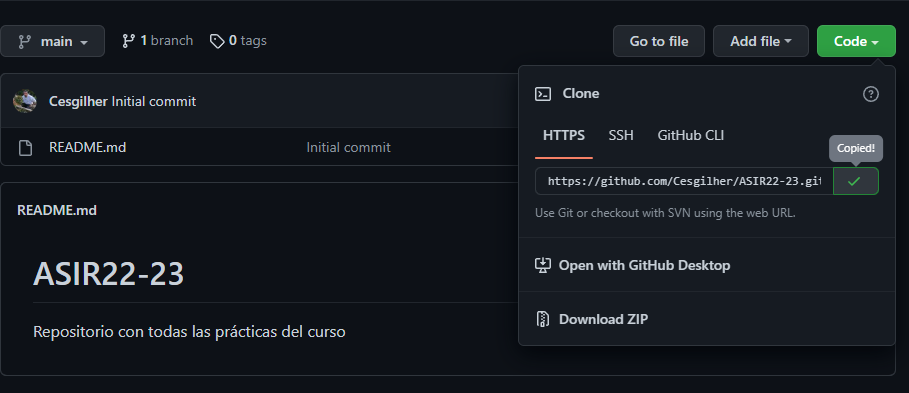 main
1 branch
0 tags
Go to file
Add file
Code
Cesgilher Initial commit
README.md
Initial commit
README.md
ASIR22-23
Repositorio con todas las prácticas del curso
Clone
HTTPS
SSH
GitHub CLI
Copied!
https://github.com/Cesgilher/ASIR22-23.git
Use Git or checkout with SVN using the web URL.
Open with GitHub Desktop
Download ZIP